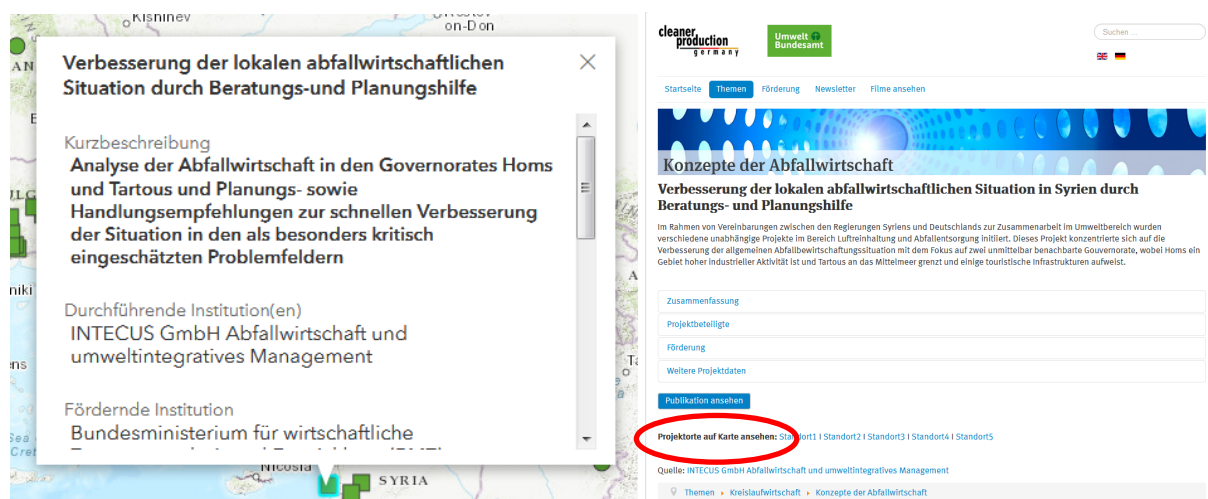 Kishinev
on-Don
AN
Verbesserung der lokalen abfallwirtschaftlichen
Situation durch Beratungs-und Planungshilfe
Kurzbeschreibung
Analyse der Abfallwirtschaft in den Governorates Homs
und Tartous und Planungs- sowie
Handlungsempfehlungen zur schnellen Verbesserung
der Situation in den als besonders kritisch
eingeschätzten Problemfeldern
niki
Durchführende Institution(en)
INTECUS GmbH Abfallwirtschaft und
umweltintegratives Management
ens
Fördernde Institution
Bundesministerium für wirtschaftliche
Sea
Cret
Nicosia
SYRIA
cleaner
production
germany
Umwelt
Bundesamt
Suchen ...
Startseite Themen Förderung Newsletter Filme ansehen
Konzepte der Abfallwirtschaft
Verbesserung der lokalen abfallwirtschaftlichen Situation in Syrien durch
Beratungs- und Planungshilfe
Im Rahmen von Vereinbarungen zwischen den Regierungen Syriens und Deutschlands zur Zusammenarbeit im Umweltbereich wurden
verschiedene unabhängige Projekte im Bereich Luftreinhaltung und Abfallentsorgung initiiert. Dieses Projekt konzentrierte sich auf die
Verbesserung der allgemeinen Abfallbewirtschaftungssituation mit dem Fokus auf zwei unmittelbar benachbarte Gouvernorate, wobei Homs ein
Gebiet hoher industrieller Aktivität ist und Tartous an das Mittelmeer grenzt und einige touristische Infrastrukturen aufweist.
Zusammenfassung
Projektbeteiligte
Förderung
Weitere Projektdaten
Publikation ansehen
Projektorte auf Karte ansehen: Standort1 I Standort2 I Standort3 I Standort4 I Standort5
Quelle: INTECUS GmbH Abfallwirtschaft und umweltintegratives Management
Themen ▸ Kreislaufwirtschaft ▸ Konzepte der Abfallwirtschaft